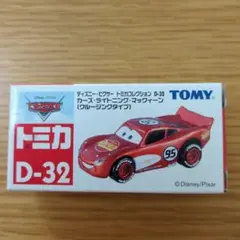 ディズニー・ピクサー トミカコレクション D-32
カーズ・ライトニング・マックィーン
(クルージングタイプ)
TOMY
Cars
トミカ
D-32
95
©Disney/Pixar